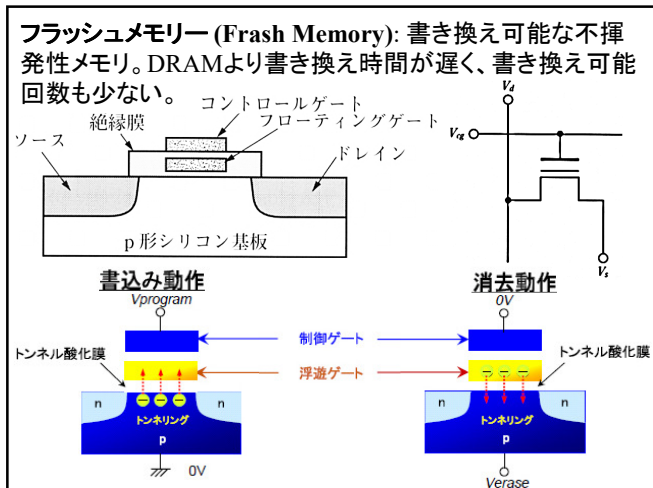 フラッシュメモリー (Frash Memory): 書き換え可能な不揮
発性メモリ。DRAMより書き換え時間が遅く、書き換え可能
回数も少ない。
コントロールゲート
フローティングゲート
絶縁膜
ソース
ドレイン
p形シリコン基板
Vd
Vcg
Vs
書込み動作
Vprogram
消去動作
0V
制御ゲート
トンネル酸化膜
トンネル酸化膜
浮遊ゲート
n
n
トンネリング
p
0V
n
n
トンネリング
p
Verase